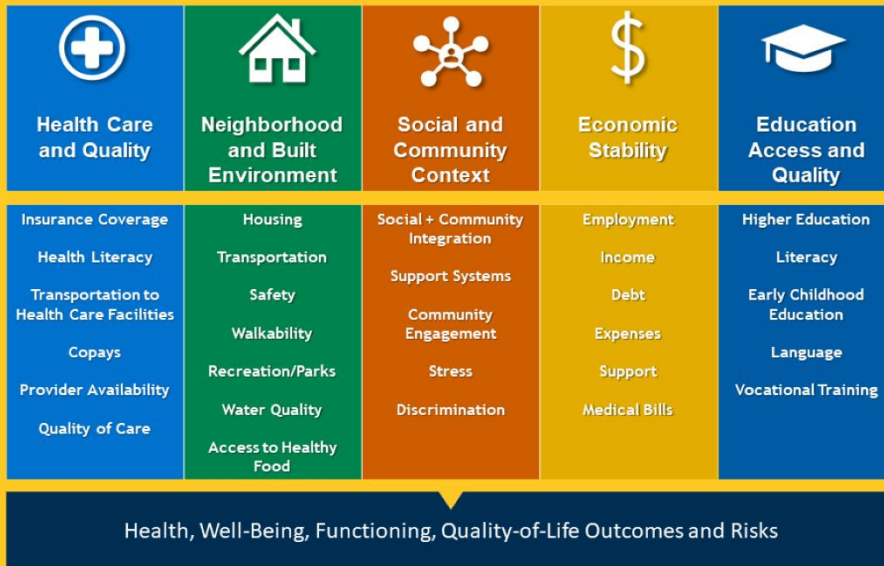 Health Care
and Quality
Neighborhood
and Built
Environment
Social and
Community
Context
Economic
Stability
Education
Access and
Quality
Insurance Coverage
Health Literacy
Transportation to
Health Care Facilities
Copays
Provider Availability
Quality of Care
Housing
Transportation
Safety
Walkability
Recreation/Parks
Water Quality
Access to Healthy
Food
Social + Community
Integration
Support Systems
Community
Engagement
Stress
Discrimination
Employment
Income
Debt
Expenses
Support
Medical Bills
Higher Education
Literacy
Early Childhood
Education
Language
Vocational Training
Health, Well-Being, Functioning, Quality-of-Life Outcomes and Risks